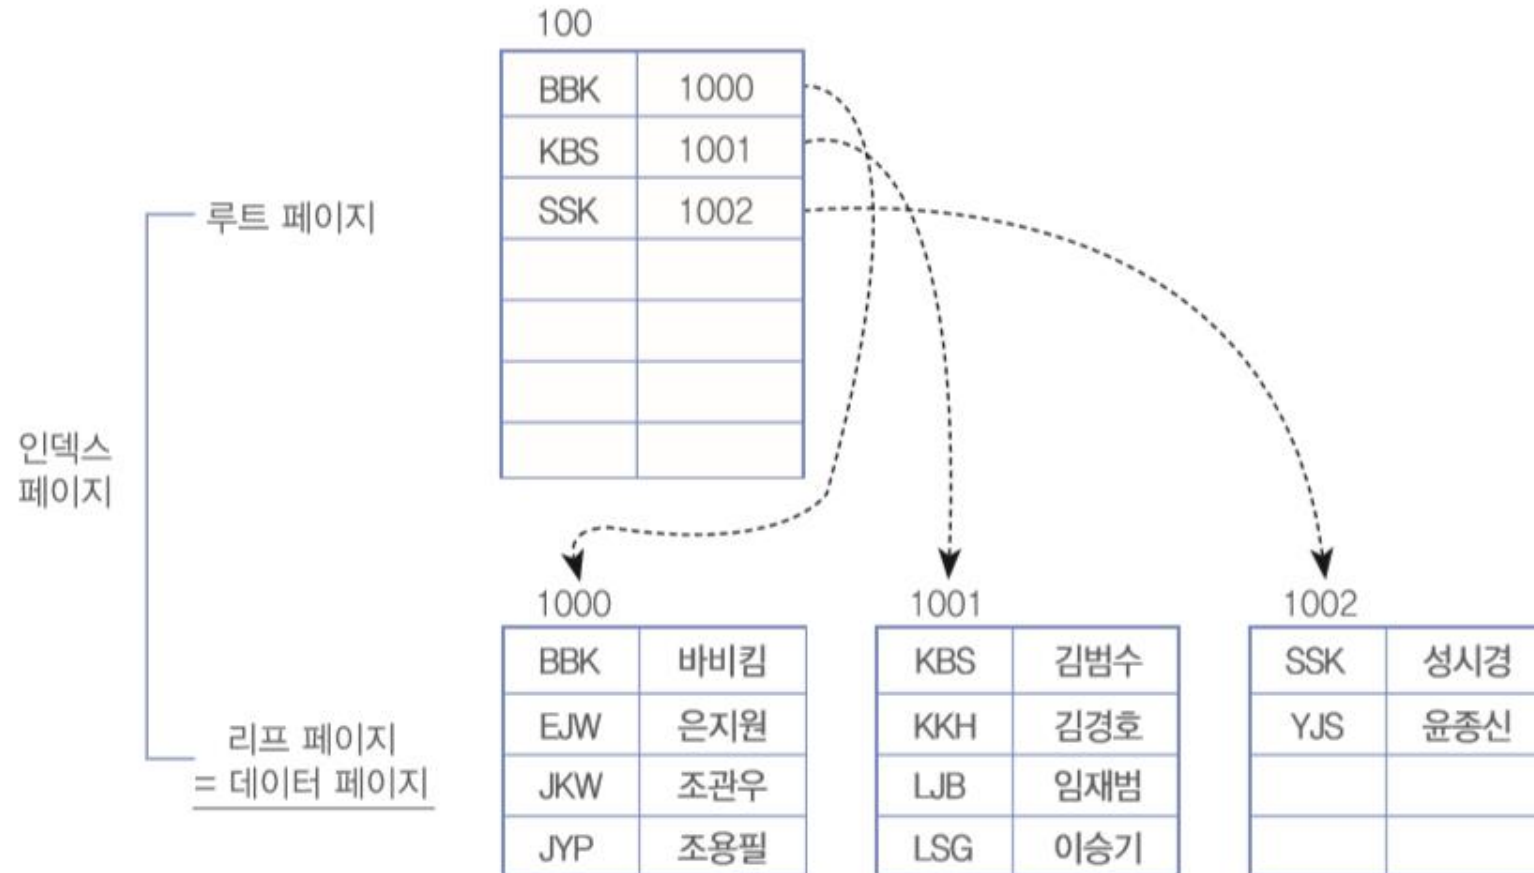 100
BBK 1000
KBS 1001
SSK 1002
루트 페이지
인덱스
페이지
리프 페이지
= 데이터 페이지
1000
BBK 바비킴
EJW 은지원
JKW 조관우
JYP 조용필
1001
KBS 김범수
KKH 김경호
LJB 임재범
LSG 이승기
1002
SSK 성시경
YJS 윤종신